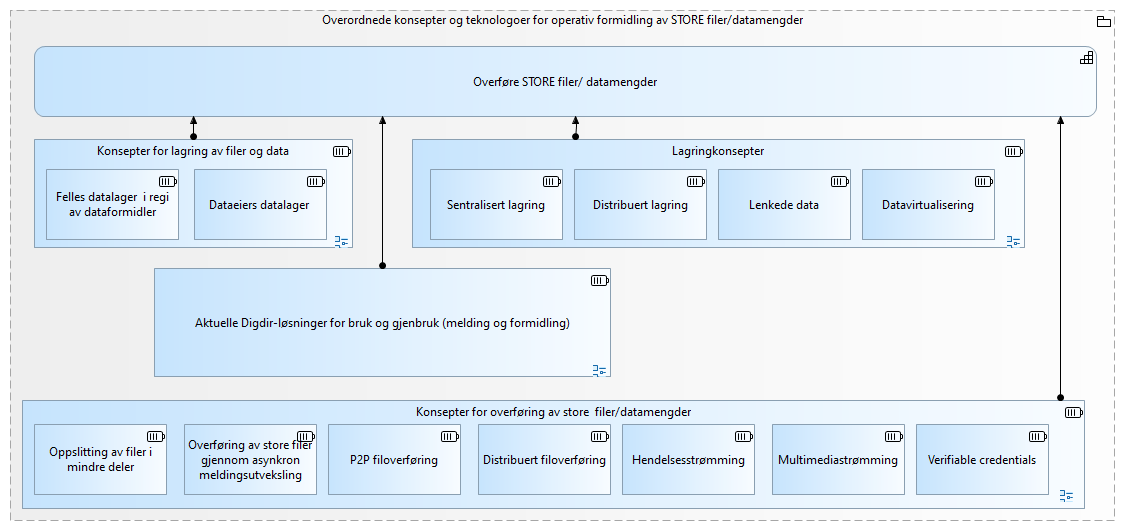 Overordnede konsepter og teknologoer for operativ formidling av STORE filer/datamengder
Overføre STORE filer/ datamengder
Konsepter for lagring av filer og data
Felles datalager i regi
av dataformidler
Dataeiers datalager
Lagringkonsepter
Sentralisert lagring
Distribuert lagring
Lenkede data
Datavirtualisering
Aktuelle Digdir-løsninger for bruk og gjenbruk (melding og formidling)
Konsepter for overføring av store filer/datamengder
Oppslitting av filer i
mindre deler
Overføring av store filer
gjennom asynkron
meldingsutveksling
P2P filoverføring
Distribuert filoverføring
Hendelsesstrømming
Multimediastrømming
Verifiable credentials